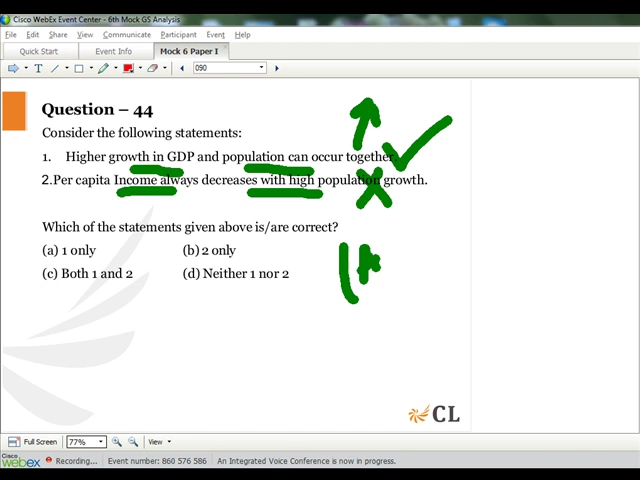 Cisco WebEx Event Center - 6th Mock GS Analysis
File Edit Share View Communicate Participant Event Help
Quick Start Event Info Mock 6 Paper I
T 090
Question – 44
Consider the following statements:
1. Higher growth in GDP and population can occur together.
2.Per capita Income always decreases with high population growth.
Which of the statements given above is/are correct?
(a) 1 only (b) 2 only
(c) Both 1 and 2 (d) Neither 1 nor 2
CL
Full Screen 77% View
Cisco webex Recording... Event number: 860 576 586 An Integrated Voice Conference is now in progress.